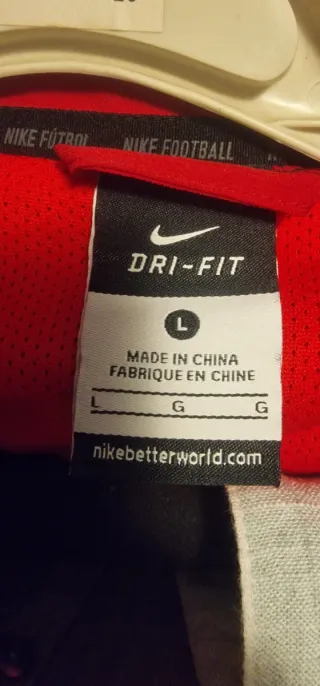 NIKE FÚTBOL NIKE FOOTBALL
DRI-FIT
L
MADE IN CHINA
FABRIQUE EN CHINE
L G G
nikebetterworld.com